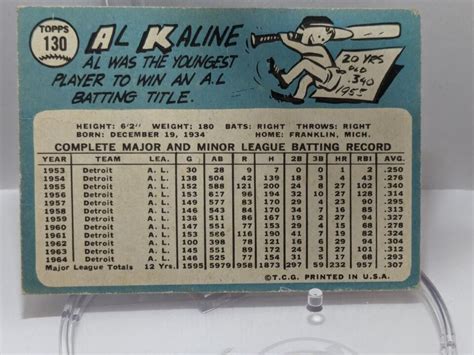 TOPPS
130
AL KALINE
AL WAS THE YOUNGEST
PLAYER TO WIN AN A.L.
BATTING TITLE.
20 YRS
OLD
.340
1955
HEIGHT: 6'2" WEIGHT: 180 BATS: RIGHT THROWS: RIGHT
BORN: DECEMBER 19, 1934 HOME: FRANKLIN, MICH.
COMPLETE MAJOR AND MINOR LEAGUE BATTING RECORD
YEAR TEAM LEA. G AB R H 2B 3B HR RBI AVG.
1953 Detroit A. L. 30 28 9 7 0 0 1 2 .250
1954 Detroit A. L. 138 504 42 139 18 3 4 43 .276
1955 Detroit A. L. 152 588 121 200 24 8 27 102 .340
1956 Detroit A. L. 153 617 96 194 32 10 27 128 .314
1957 Detroit A. L. 149 577 83 170 29 4 23 90 .295
1958 Detroit A. L. 146 543 84 170 34 7 16 85 .313
1959 Detroit A. L. 136 511 86 167 19 2 27 94 .327
1960 Detroit A. L. 147 551 77 153 29 4 15 68 .278
1961 Detroit A. L. 153 586 116 190 41 7 19 82 .324
1962 Detroit A. L. 100 398 78 121 16 6 29 94 .304
1963 Detroit A. L. 145 551 89 172 24 3 27 101 .312
1964 Detroit A. L. 146 525 77 154 31 5 17 68 .293
Major League Totals 12 Yrs. 1595 5979 958 297 59 232 957 .307
©T.C.G. PRINTED IN U.S.A.